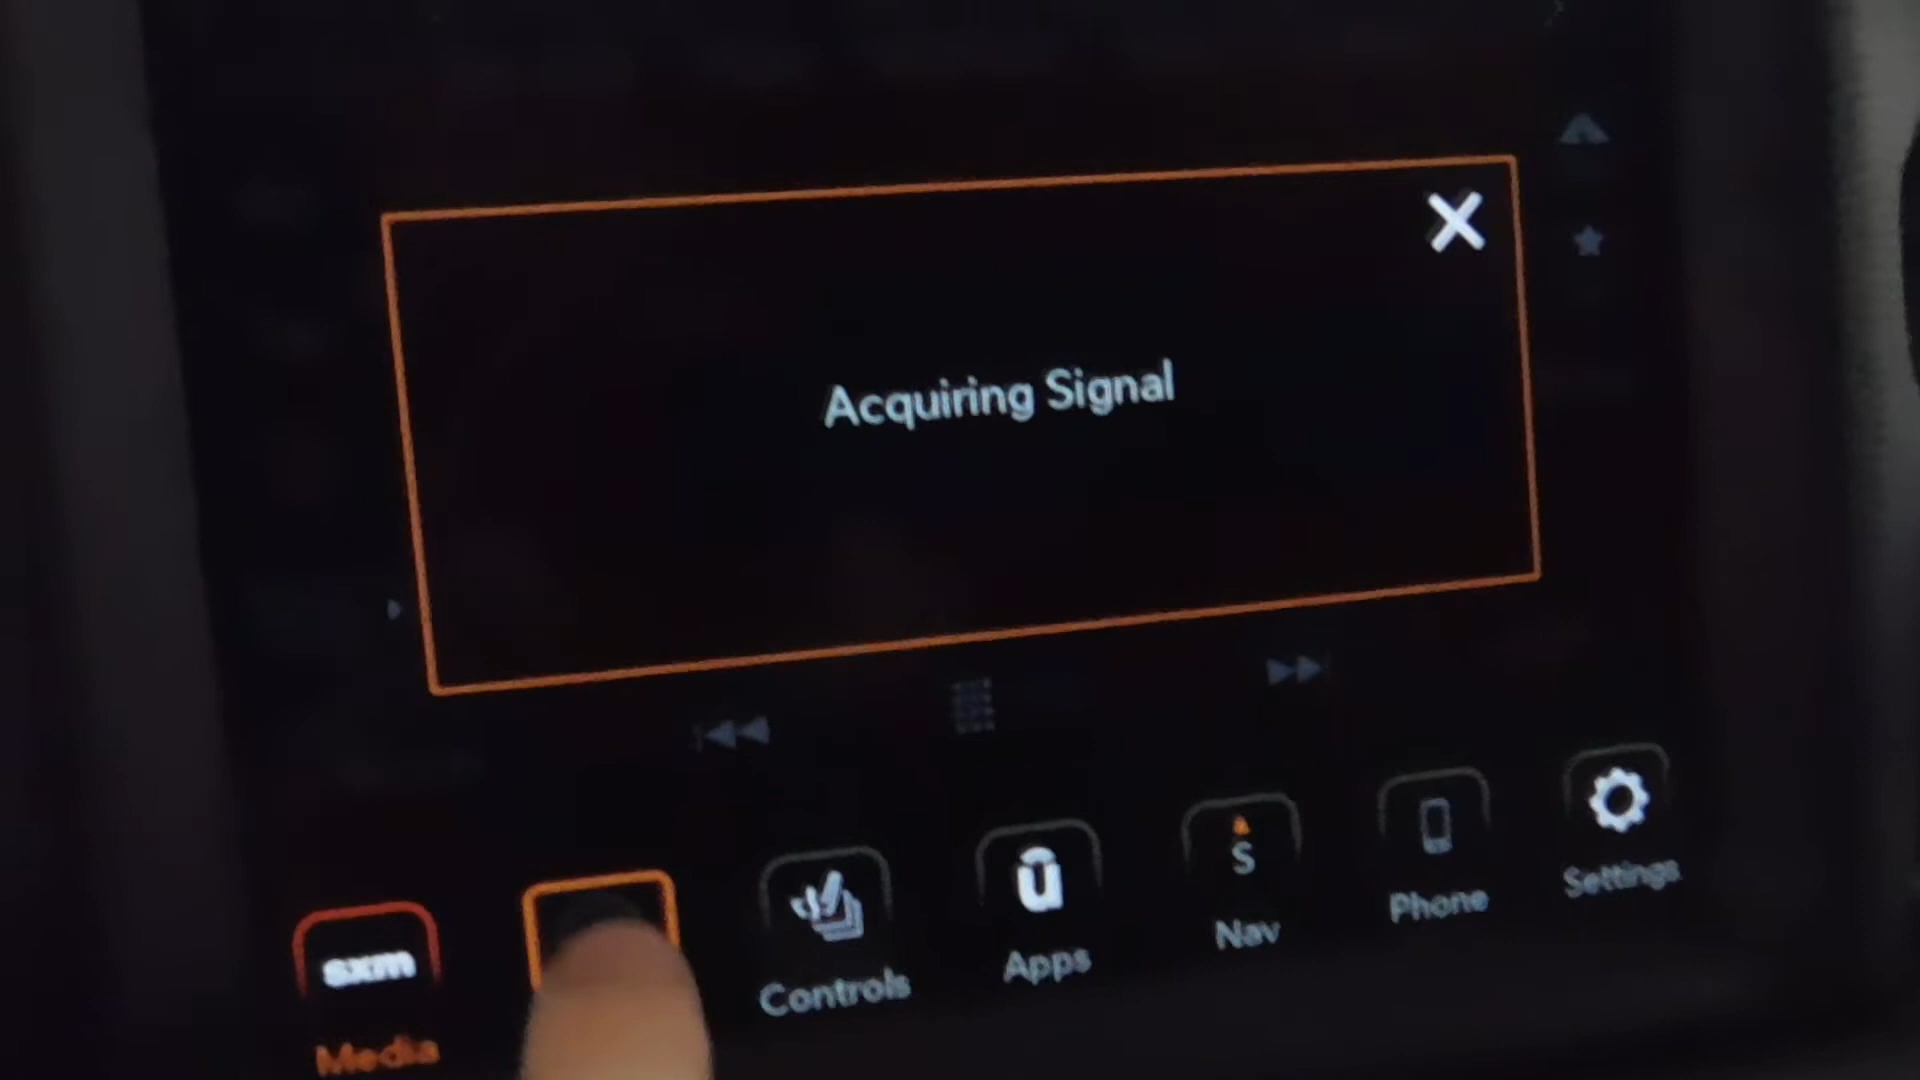 Acquiring Signal
sxm
Media
Controls
Apps
S
Nav
Phone
Settings